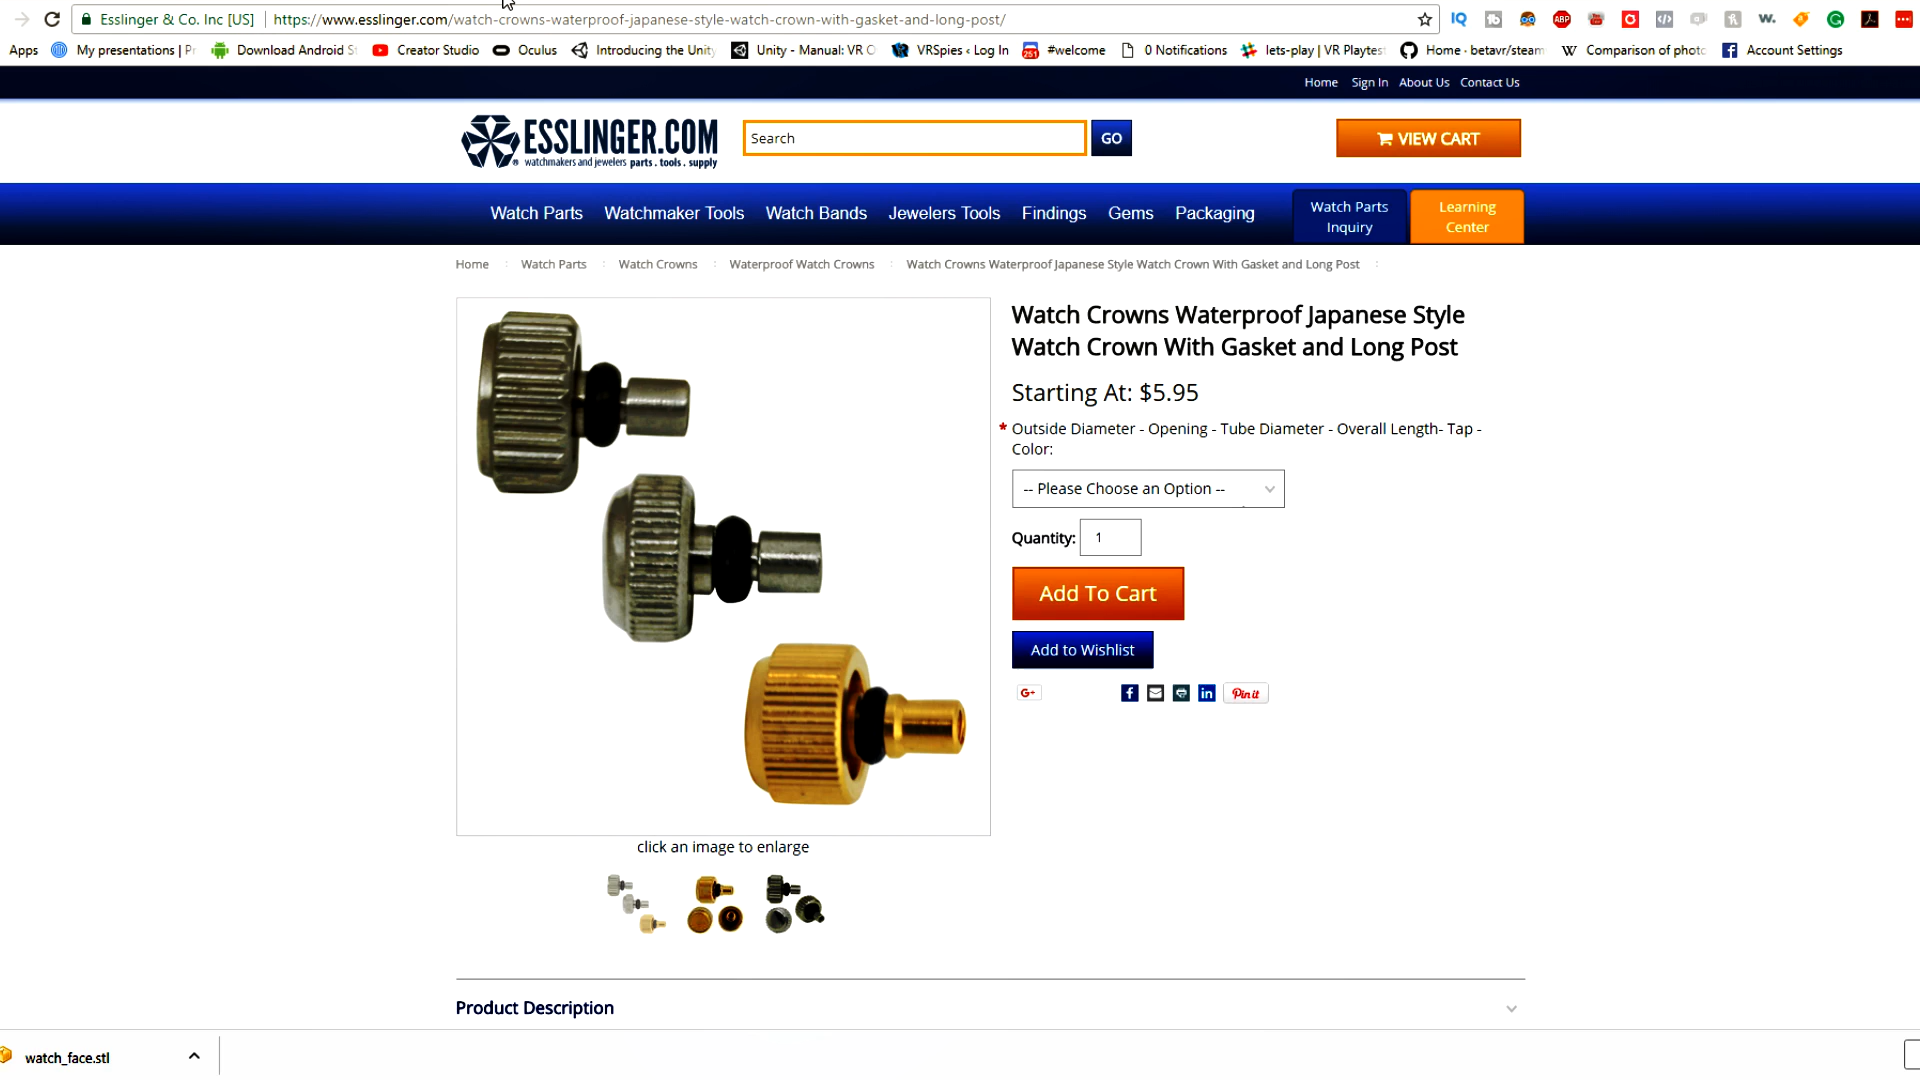 Esslinger & Co. Inc [US] https://www.esslinger.com/watch-crowns-waterproof-japanese-style-watch-crown-with-gasket-and-long-post/
Apps My presentations | Pr Download Android S Creator Studio Oculus Introducing the Unity Unity - Manual: VR O VRSpies ‹ Log In #welcome 0 Notifications lets-play | VR Playtest Home · betavr/steam Comparison of photo Account Settings
Home Sign In About Us Contact Us
ESSLINGER.COM
watchmakers and jewelers parts . tools . supply
Search
GO
VIEW CART
Watch Parts Watchmaker Tools Watch Bands Jewelers Tools Findings Gems Packaging
Watch Parts
Inquiry
Learning
Center
Home Watch Parts Watch Crowns Waterproof Watch Crowns Watch Crowns Waterproof Japanese Style Watch Crown With Gasket and Long Post
Watch Crowns Waterproof Japanese Style
Watch Crown With Gasket and Long Post
Starting At: $5.95
* Outside Diameter - Opening - Tube Diameter - Overall Length- Tap -
Color:
-- Please Choose an Option --
Quantity: 1
Add To Cart
Add to Wishlist
G+ f in Pin it
click an image to enlarge
Product Description
watch_face.stl